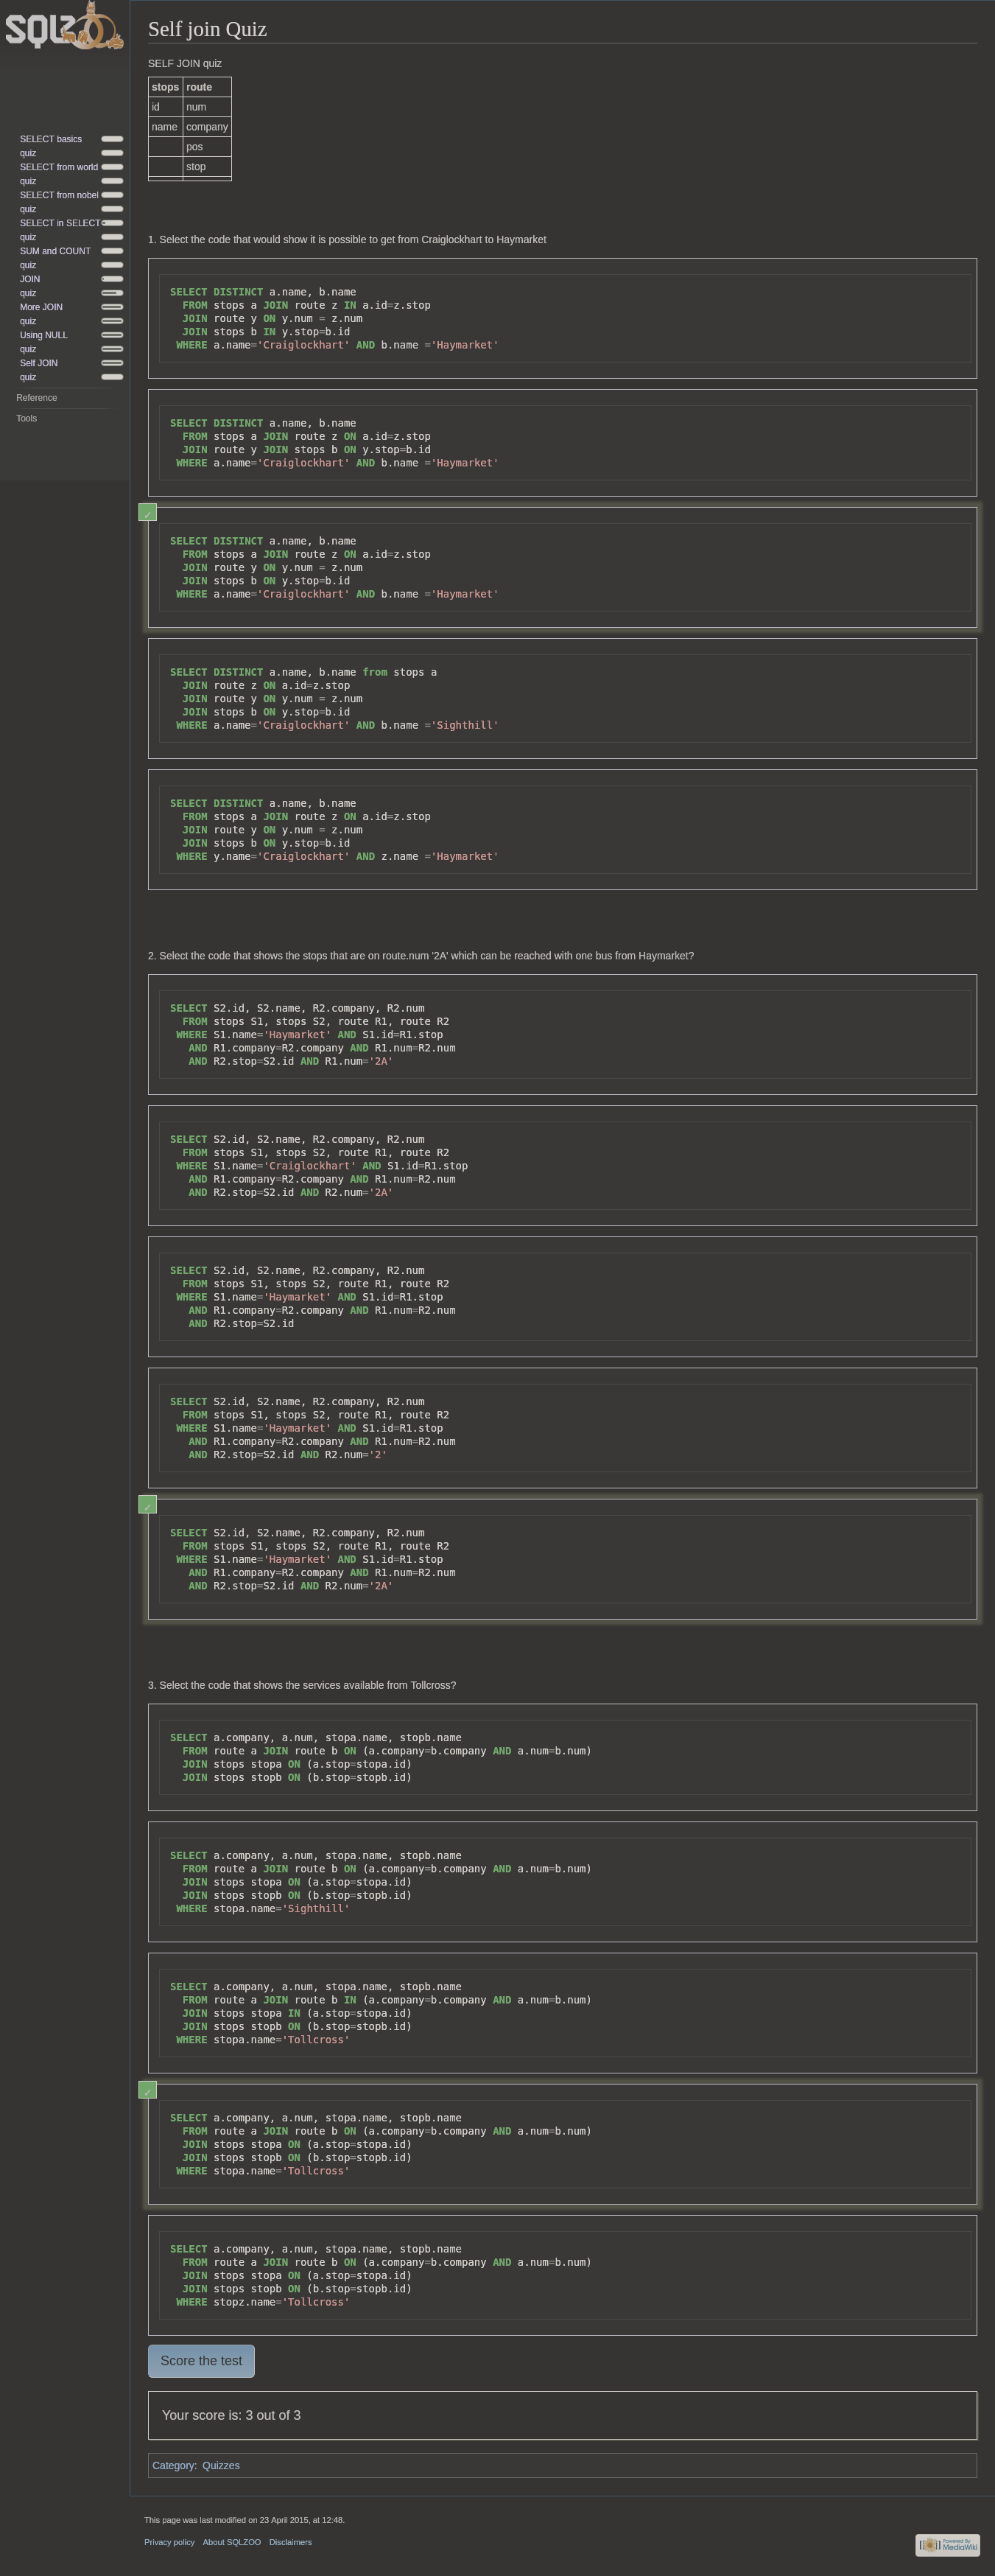 SQLZOO
Self join Quiz
SELF JOIN quiz
stops route
id num
name company
pos
stop
SELECT basics
quiz
SELECT from world
quiz
SELECT from nobel
quiz
SELECT in SELECT
quiz
SUM and COUNT
quiz
JOIN
quiz
More JOIN
quiz
Using NULL
quiz
Self JOIN
quiz
Reference
Tools
1. Select the code that would show it is possible to get from Craiglockhart to Haymarket
SELECT DISTINCT a.name, b.name
FROM stops a JOIN route z IN a.id=z.stop
JOIN route y ON y.num = z.num
JOIN stops b IN y.stop=b.id
WHERE a.name='Craiglockhart' AND b.name ='Haymarket'
SELECT DISTINCT a.name, b.name
FROM stops a JOIN route z ON a.id=z.stop
JOIN route y JOIN stops b ON y.stop=b.id
WHERE a.name='Craiglockhart' AND b.name ='Haymarket'
✓
SELECT DISTINCT a.name, b.name
FROM stops a JOIN route z ON a.id=z.stop
JOIN route y ON y.num = z.num
JOIN stops b ON y.stop=b.id
WHERE a.name='Craiglockhart' AND b.name ='Haymarket'
SELECT DISTINCT a.name, b.name from stops a
JOIN route z ON a.id=z.stop
JOIN route y ON y.num = z.num
JOIN stops b ON y.stop=b.id
WHERE a.name='Craiglockhart' AND b.name ='Sighthill'
SELECT DISTINCT a.name, b.name
FROM stops a JOIN route z ON a.id=z.stop
JOIN route y ON y.num = z.num
JOIN stops b ON y.stop=b.id
WHERE y.name='Craiglockhart' AND z.name ='Haymarket'
2. Select the code that shows the stops that are on route.num '2A' which can be reached with one bus from Haymarket?
SELECT S2.id, S2.name, R2.company, R2.num
FROM stops S1, stops S2, route R1, route R2
WHERE S1.name='Haymarket' AND S1.id=R1.stop
AND R1.company=R2.company AND R1.num=R2.num
AND R2.stop=S2.id AND R1.num='2A'
SELECT S2.id, S2.name, R2.company, R2.num
FROM stops S1, stops S2, route R1, route R2
WHERE S1.name='Craiglockhart' AND S1.id=R1.stop
AND R1.company=R2.company AND R1.num=R2.num
AND R2.stop=S2.id AND R2.num='2A'
SELECT S2.id, S2.name, R2.company, R2.num
FROM stops S1, stops S2, route R1, route R2
WHERE S1.name='Haymarket' AND S1.id=R1.stop
AND R1.company=R2.company AND R1.num=R2.num
AND R2.stop=S2.id
SELECT S2.id, S2.name, R2.company, R2.num
FROM stops S1, stops S2, route R1, route R2
WHERE S1.name='Haymarket' AND S1.id=R1.stop
AND R1.company=R2.company AND R1.num=R2.num
AND R2.stop=S2.id AND R2.num='2'
✓
SELECT S2.id, S2.name, R2.company, R2.num
FROM stops S1, stops S2, route R1, route R2
WHERE S1.name='Haymarket' AND S1.id=R1.stop
AND R1.company=R2.company AND R1.num=R2.num
AND R2.stop=S2.id AND R2.num='2A'
3. Select the code that shows the services available from Tollcross?
SELECT a.company, a.num, stopa.name, stopb.name
FROM route a JOIN route b ON (a.company=b.company AND a.num=b.num)
JOIN stops stopa ON (a.stop=stopa.id)
JOIN stops stopb ON (b.stop=stopb.id)
SELECT a.company, a.num, stopa.name, stopb.name
FROM route a JOIN route b ON (a.company=b.company AND a.num=b.num)
JOIN stops stopa ON (a.stop=stopa.id)
JOIN stops stopb ON (b.stop=stopb.id)
WHERE stopa.name='Sighthill'
SELECT a.company, a.num, stopa.name, stopb.name
FROM route a JOIN route b IN (a.company=b.company AND a.num=b.num)
JOIN stops stopa IN (a.stop=stopa.id)
JOIN stops stopb ON (b.stop=stopb.id)
WHERE stopa.name='Tollcross'
✓
SELECT a.company, a.num, stopa.name, stopb.name
FROM route a JOIN route b ON (a.company=b.company AND a.num=b.num)
JOIN stops stopa ON (a.stop=stopa.id)
JOIN stops stopb ON (b.stop=stopb.id)
WHERE stopa.name='Tollcross'
SELECT a.company, a.num, stopa.name, stopb.name
FROM route a JOIN route b ON (a.company=b.company AND a.num=b.num)
JOIN stops stopa ON (a.stop=stopa.id)
JOIN stops stopb ON (b.stop=stopb.id)
WHERE stopz.name='Tollcross'
Score the test
Your score is: 3 out of 3
Category: Quizzes
This page was last modified on 23 April 2015, at 12:48.
Privacy policy About SQLZOO Disclaimers
Powered By
MediaWiki